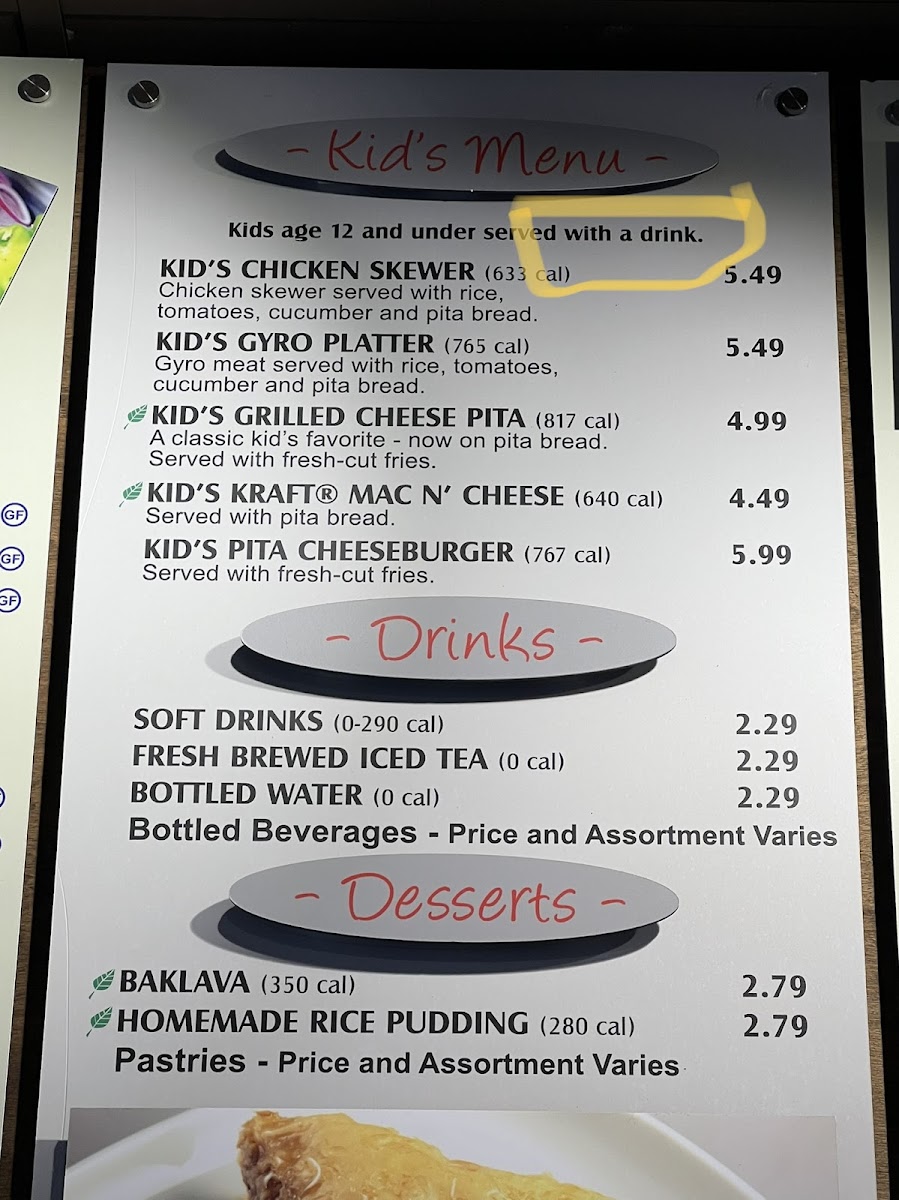 - Kid's Menu -
Kids age 12 and under served with a drink.
KID'S CHICKEN SKEWER (633 cal) 5.49
Chicken skewer served with rice,
tomatoes, cucumber and pita bread.
KID'S GYRO PLATTER (765 cal) 5.49
Gyro meat served with rice, tomatoes,
cucumber and pita bread.
KID'S GRILLED CHEESE PITA (817 cal) 4.99
A classic kid's favorite - now on pita bread.
Served with fresh-cut fries.
KID'S KRAFT® MAC N' CHEESE (640 cal) 4.49
Served with pita bread.
KID'S PITA CHEESEBURGER (767 cal) 5.99
Served with fresh-cut fries.
- Drinks -
SOFT DRINKS (0-290 cal) 2.29
FRESH BREWED ICED TEA (0 cal) 2.29
BOTTLED WATER (0 cal) 2.29
Bottled Beverages - Price and Assortment Varies
- Desserts -
BAKLAVA (350 cal) 2.79
HOMEMADE RICE PUDDING (280 cal) 2.79
Pastries - Price and Assortment Varies
GF
GF
GF